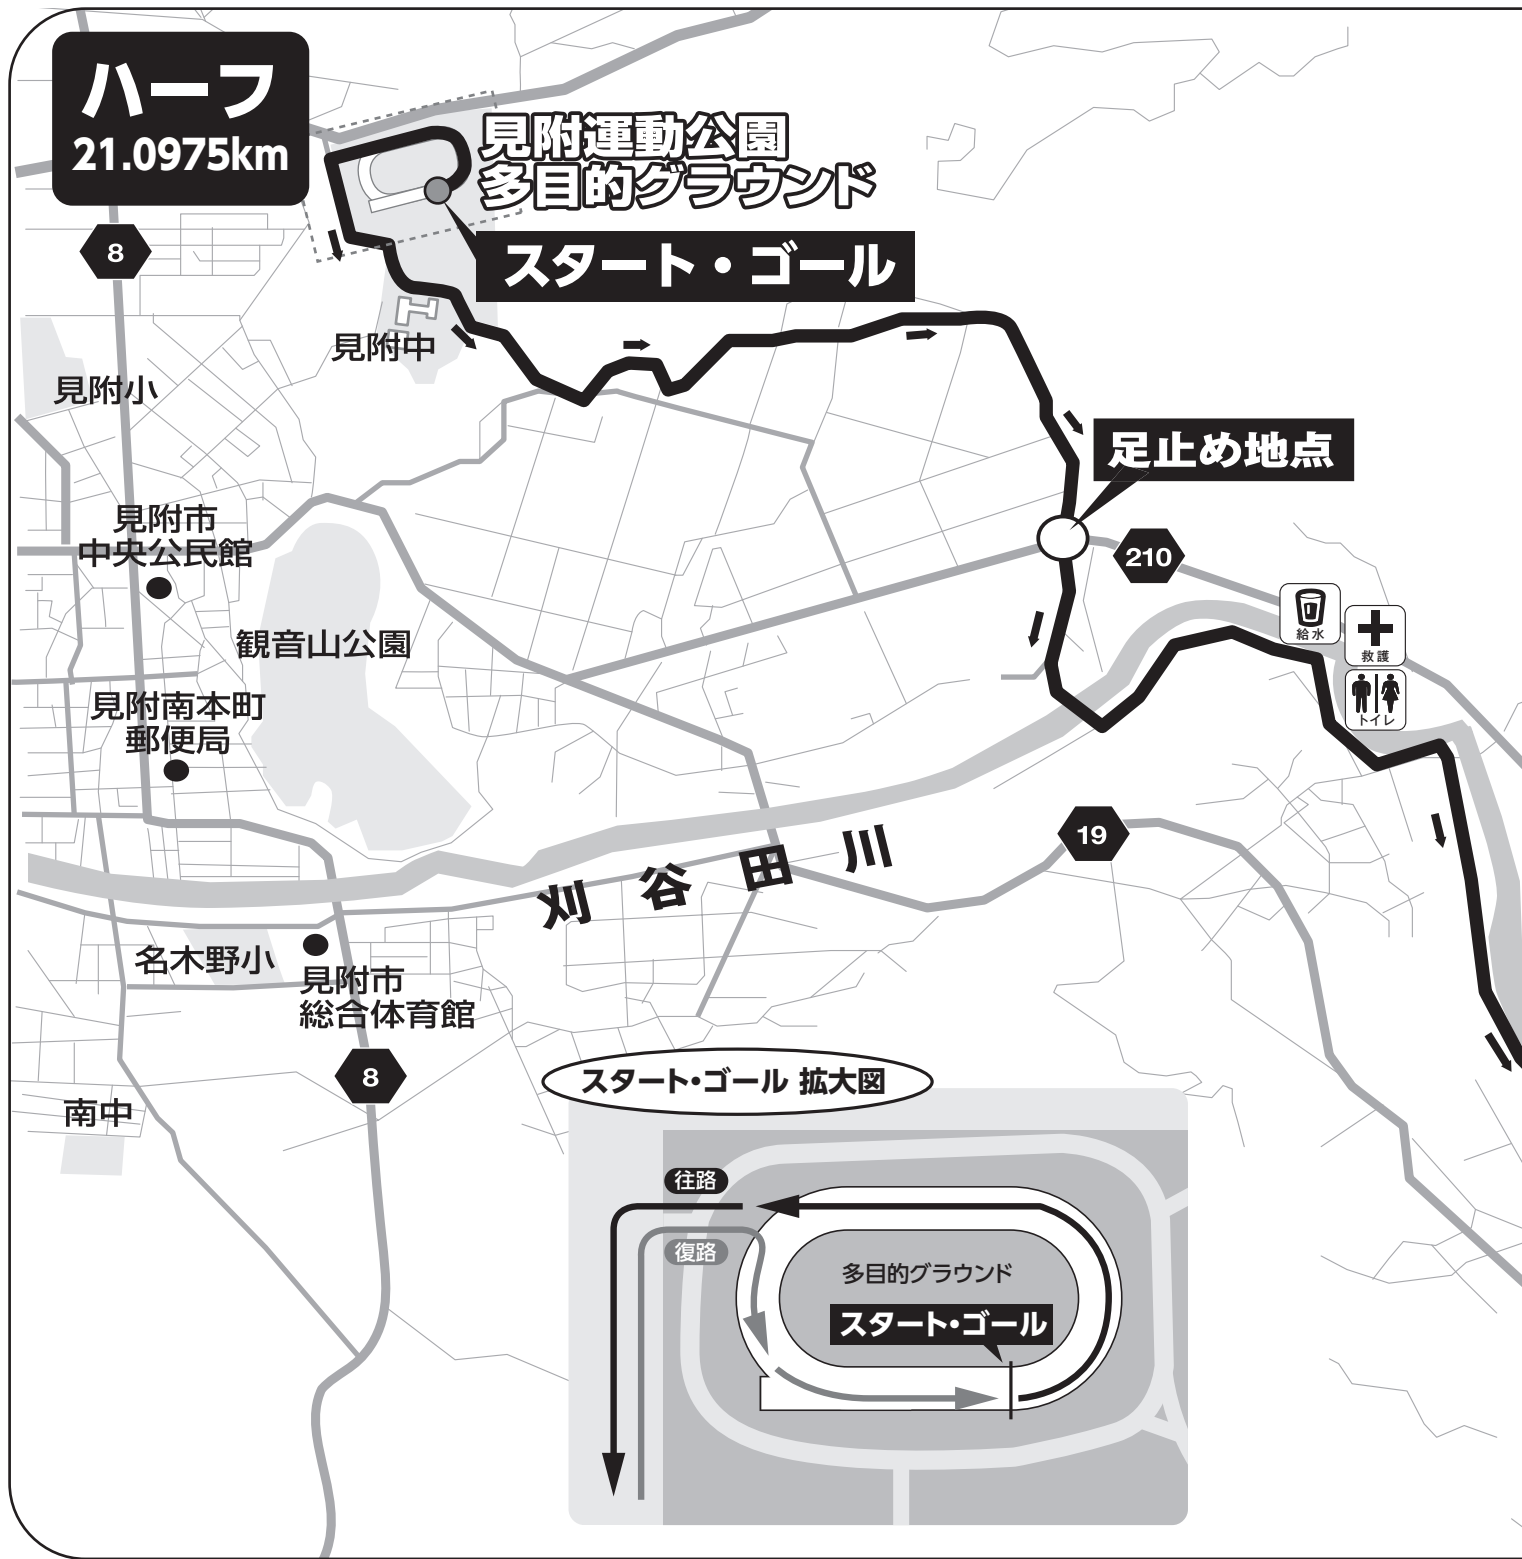 ハーフ
21.0975km
見附運動公園
多目的グラウンド
スタート・ゴール
8
見附中
見附小
足止め地点
見附市
中央公民館
210
給水
救護
トイレ
観音山公園
見附南本町
郵便局
19
刈谷田川
名木野小
見附市
総合体育館
8
南中
スタート・ゴール 拡大図
往路
復路
多目的グラウンド
スタート・ゴール